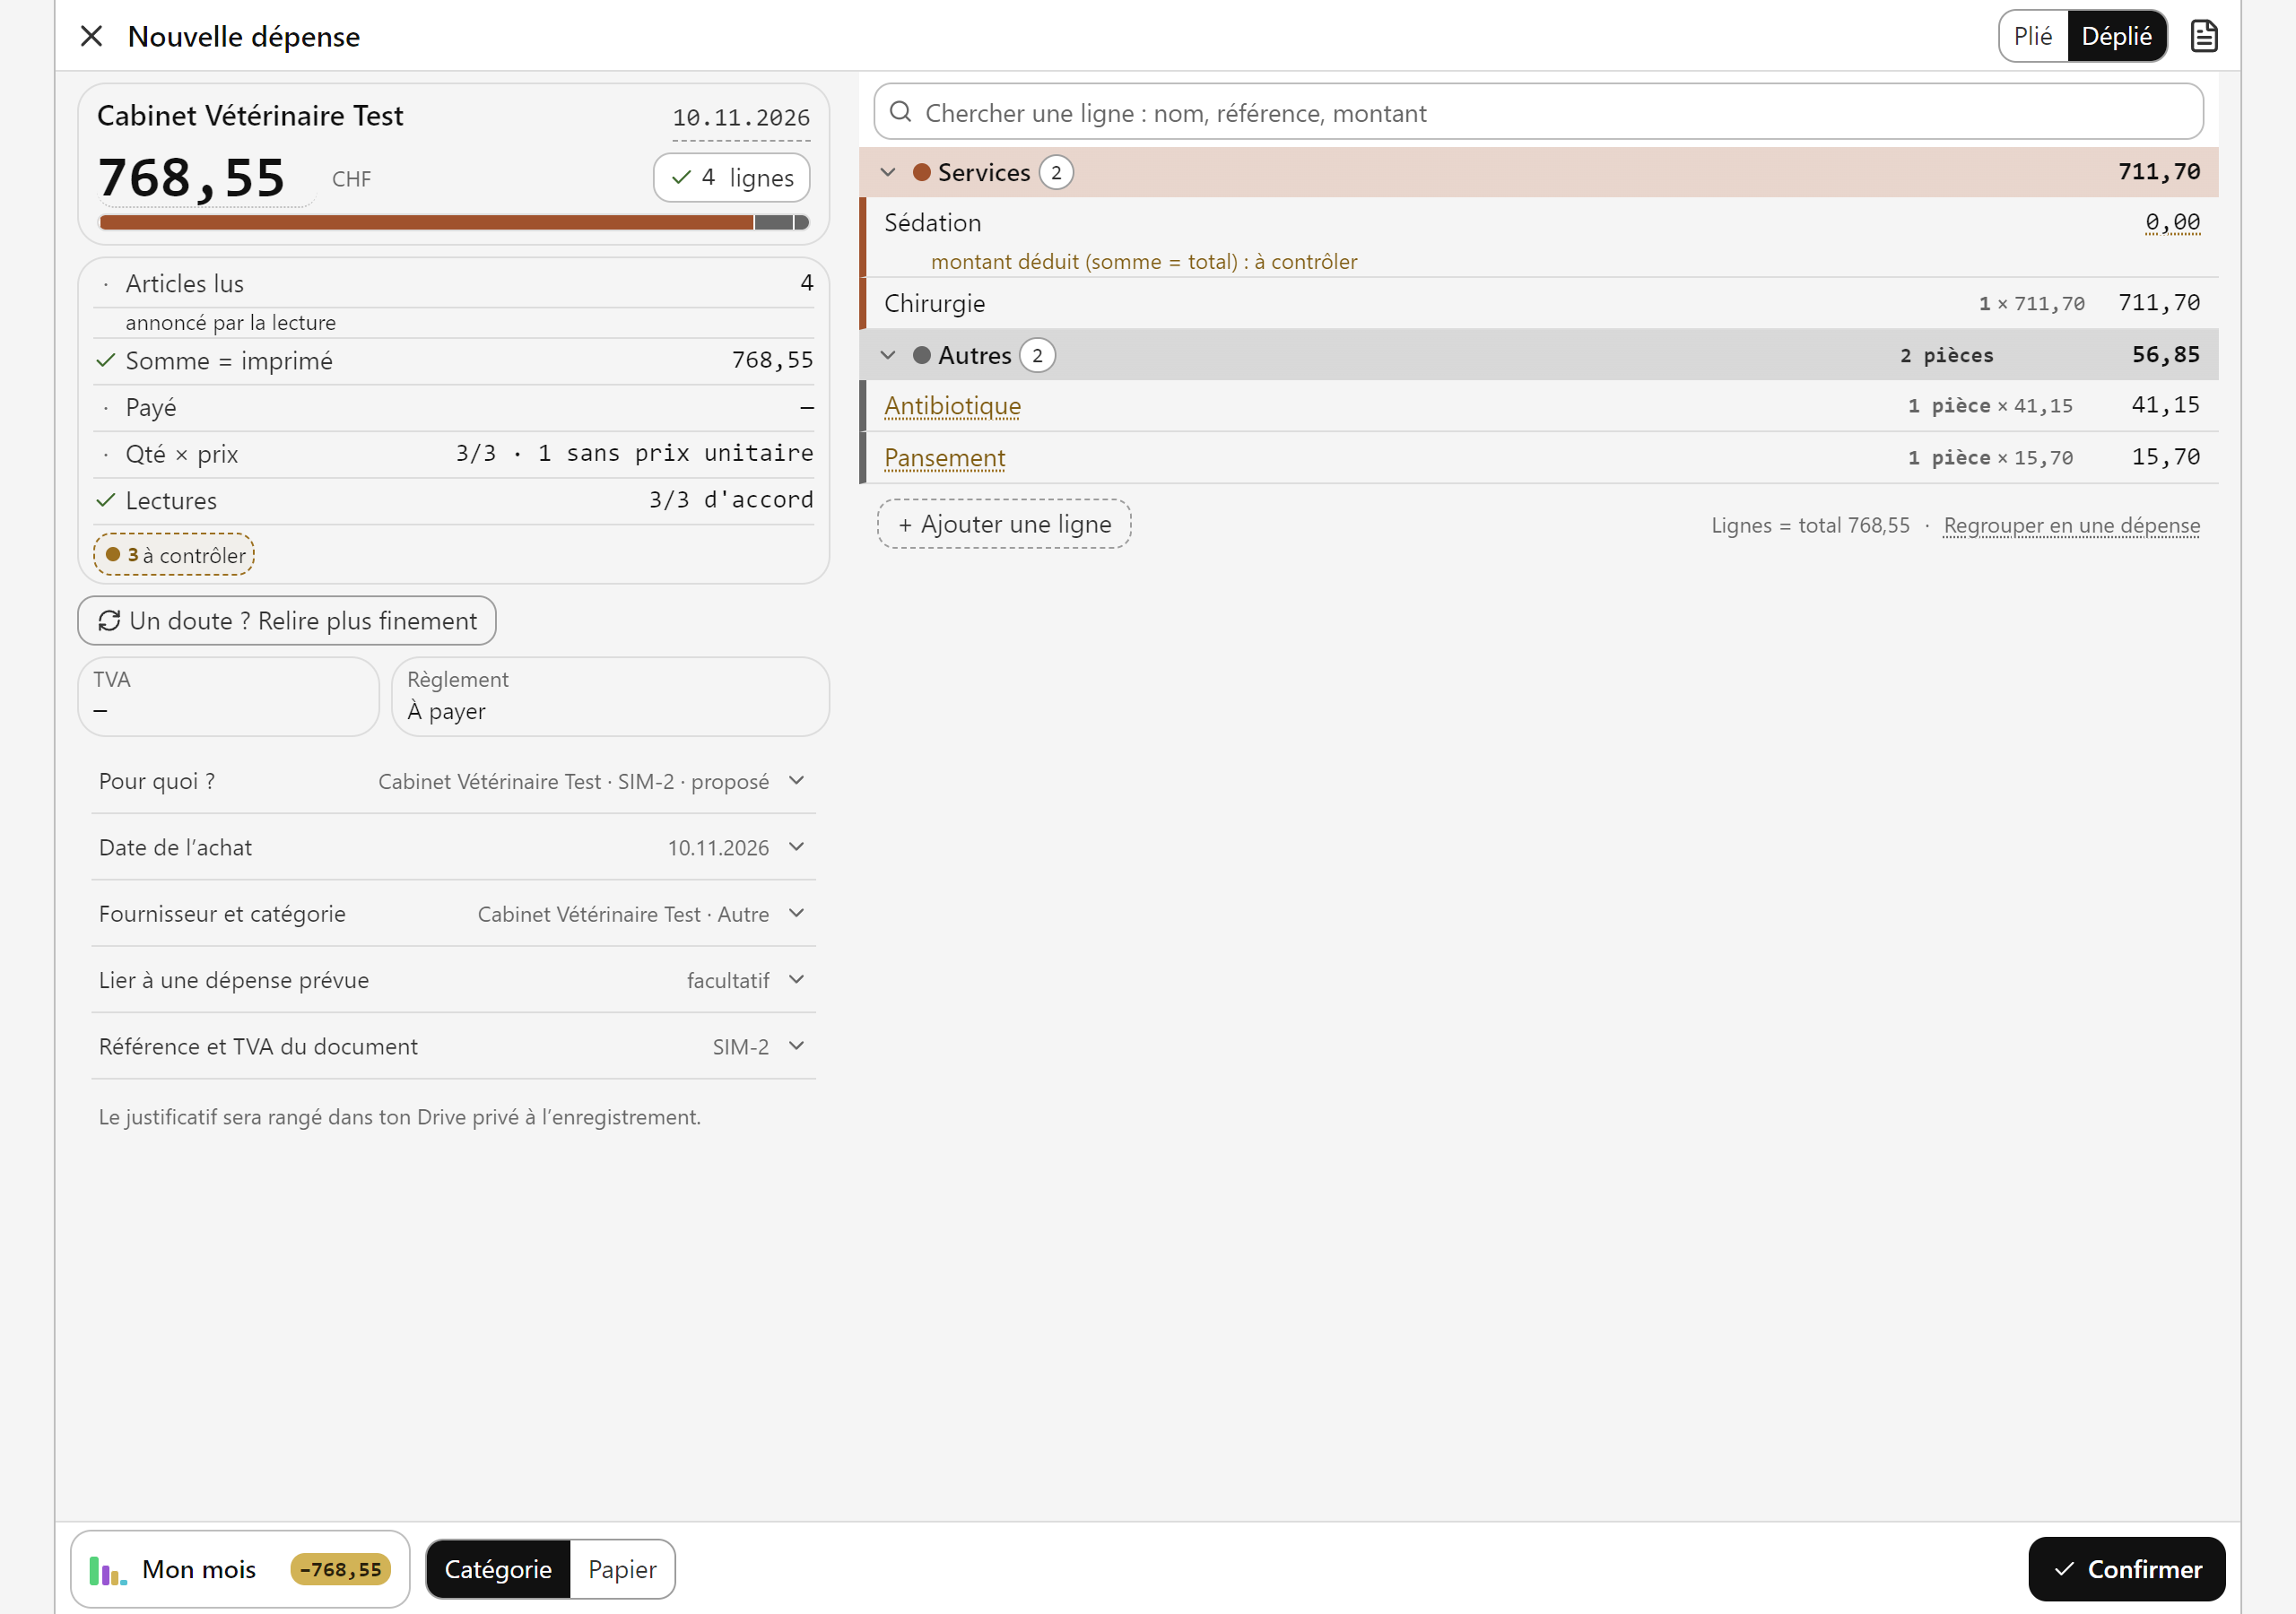 Nouvelle dépense
Plié Déplié
Cabinet Vétérinaire Test 10.11.2026
768,55 CHF 4 lignes
· Articles lus 4
annoncé par la lecture
Somme = imprimé 768,55
· Payé —
· Qté × prix 3/3 · 1 sans prix unitaire
Lectures 3/3 d'accord
3 à contrôler
Un doute ? Relire plus finement
TVA
—
Règlement
À payer
Pour quoi ? Cabinet Vétérinaire Test · SIM-2 · proposé
Date de l’achat 10.11.2026
Fournisseur et catégorie Cabinet Vétérinaire Test · Autre
Lier à une dépense prévue facultatif
Référence et TVA du document SIM-2
Le justificatif sera rangé dans ton Drive privé à l’enregistrement.
Chercher une ligne : nom, référence, montant
Services 2 711,70
Sédation 0,00
montant déduit (somme = total) : à contrôler
Chirurgie 1 × 711,70 711,70
Autres 2 2 pièces 56,85
Antibiotique 1 pièce × 41,15 41,15
Pansement 1 pièce × 15,70 15,70
+ Ajouter une ligne Lignes = total 768,55 · Regrouper en une dépense
Mon mois −768,55 Catégorie Papier Confirmer